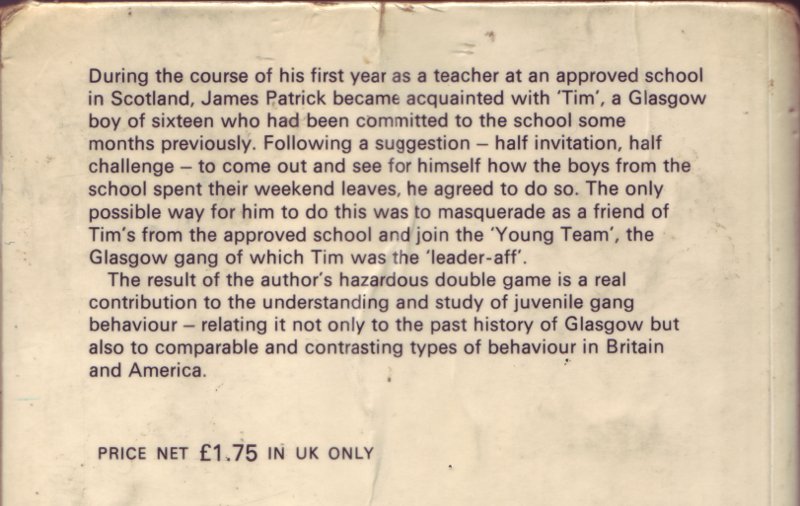 During the course of his first year as a teacher at an approved school
in Scotland, James Patrick became acquainted with ‘Tim’, a Glasgow
boy of sixteen who had been committed to the school some
months previously. Following a suggestion – half invitation, half
challenge – to come out and see for himself how the boys from the
school spent their weekend leaves, he agreed to do so. The only
possible way for him to do this was to masquerade as a friend of
Tim’s from the approved school and join the ‘Young Team’, the
Glasgow gang of which Tim was the ‘leader-aff’.
The result of the author’s hazardous double game is a real
contribution to the understanding and study of juvenile gang
behaviour – relating it not only to the past history of Glasgow but
also to comparable and contrasting types of behaviour in Britain
and America.
PRICE NET £1.75 IN UK ONLY